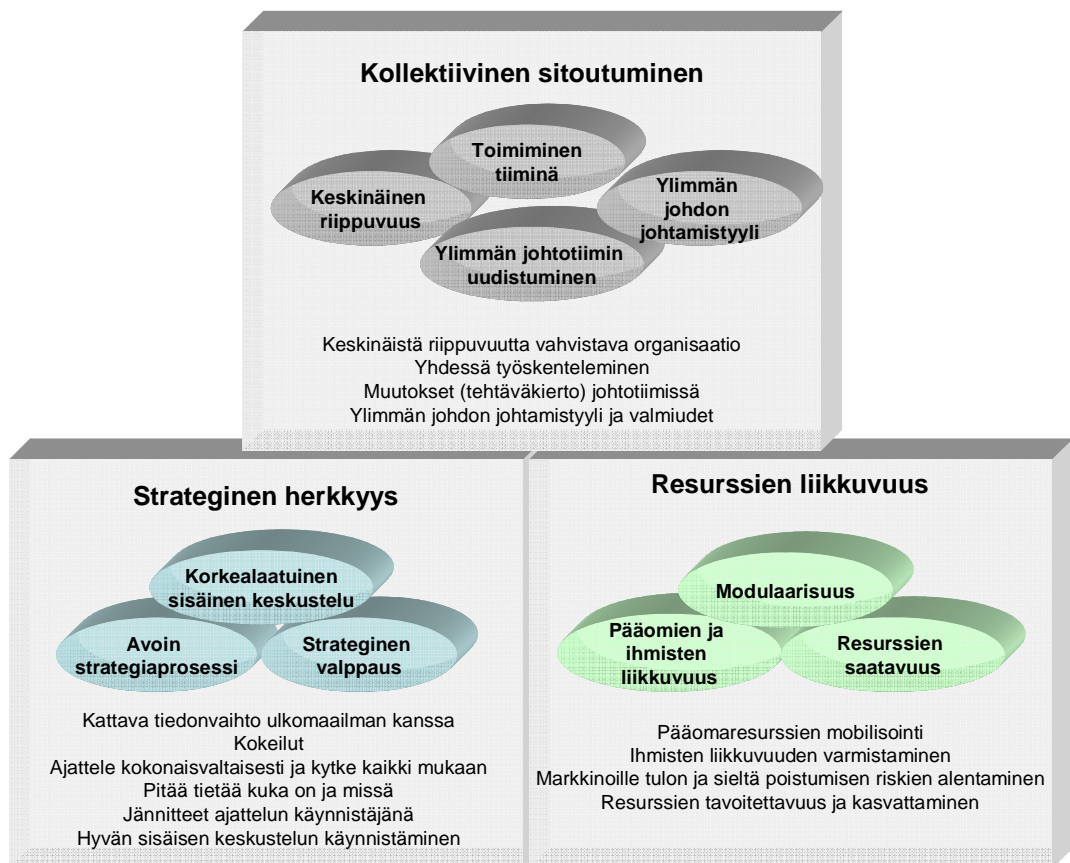 Kollektiivinen sitoutuminen
Toimiminen
tiiminä
Keskinäinen
riippuvuus
Ylimmän
johdon
johtamistyyli
Ylimmän johtotiimin
uudistuminen
Keskinäistä riippuvuutta vahvistava organisaatio
Yhdessä työskenteleminen
Muutokset (tehtäväkierto) johtotiimissä
Ylimmän johdon johtamistyyli ja valmiudet
Strateginen herkkyys
Korkealaatuinen
sisäinen keskustelu
Avoin
strategiaprosessi
Strateginen
valppaus
Kattava tiedonvaihto ulkomaailman kanssa
Kokeilut
Ajattele kokonaisvaltaisesti ja kytke kaikki mukaan
Pitää tietää kuka on ja missä
Jännitteet ajattelun käynnistäjänä
Hyvän sisäisen keskustelun käynnistäminen
Resurssien liikkuvuus
Modulaarisuus
Pääomien ja
ihmisten
liikkuvuus
Resurssien
saatavuus
Pääomaresurssien mobilisointi
Ihmisten liikkuvuuden varmistaminen
Markkinoille tulon ja sieltä poistumisen riskien alentaminen
Resurssien tavoitettavuus ja kasvattaminen